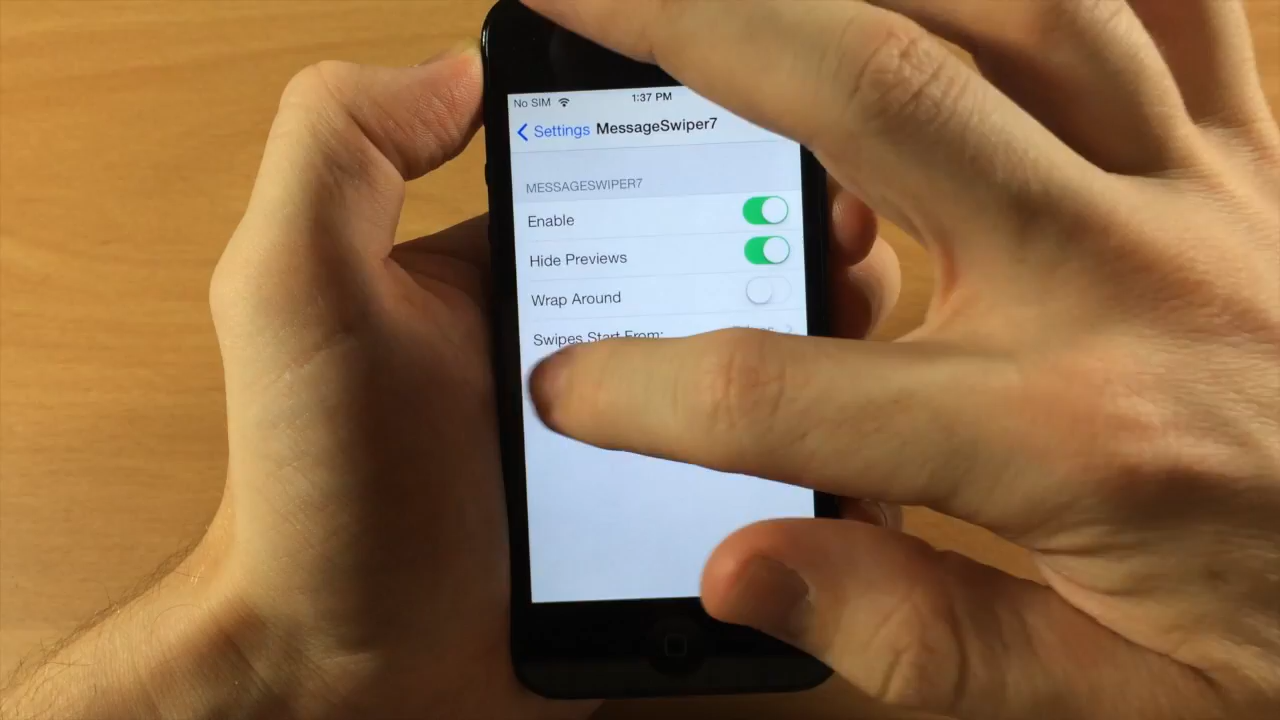 No SIM 1:37 PM
Settings MessageSwiper7
MESSAGESWIPER7
Enable
Hide Previews
Wrap Around
Swipes Start From: